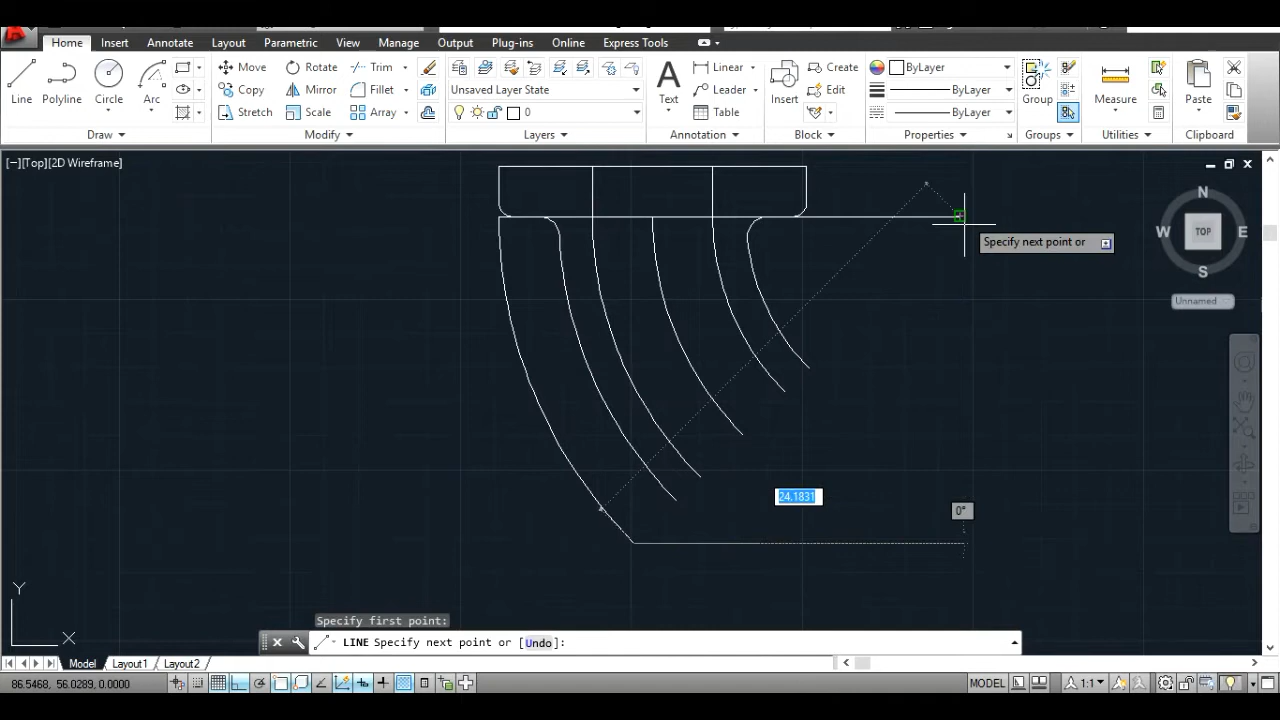 Home Insert Annotate Layout Parametric View Manage Output Plug-ins Online Express Tools
Line Polyline Circle Arc
Move Rotate Trim
Copy Mirror Fillet
Stretch Scale Array
Unsaved Layer State
0
Text Linear
Leader
Table
Insert Create
Edit
ByLayer
ByLayer
ByLayer
Group
Measure
Paste
Draw Modify Layers Annotation Block Properties Groups Utilities Clipboard
[−][Top][2D Wireframe]
N
W TOP E
S
Unnamed
Specify next point or
24.1831
0°
Y
X
Specify first point:
LINE Specify next point or [Undo]:
Model Layout1 Layout2
86.5468, 56.0289, 0.0000 MODEL 1:1